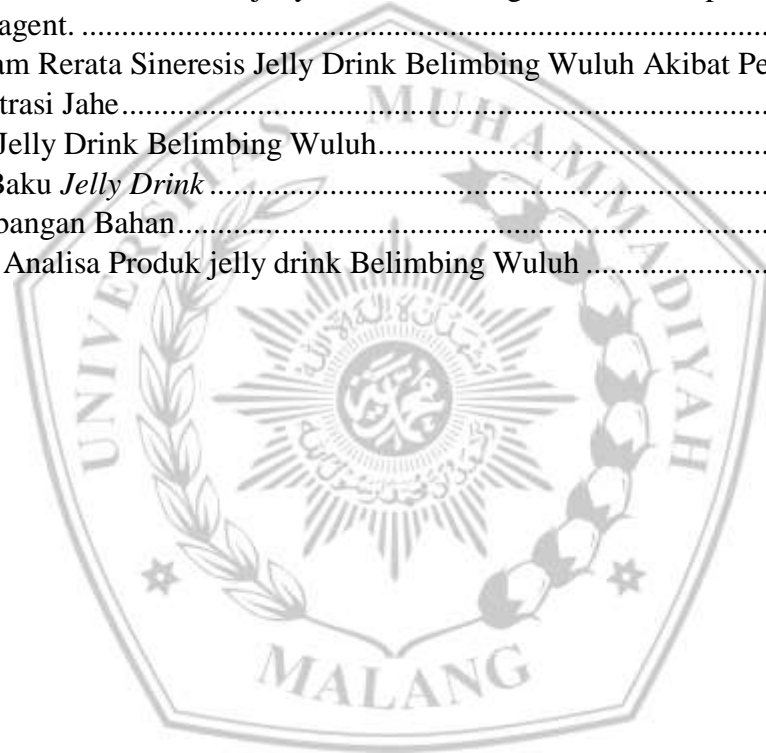 agent. ........................................................................
am Rerata Sineresis Jelly Drink Belimbing Wuluh Akibat Pe
trasi Jahe....................................................................
Jelly Drink Belimbing Wuluh................................................
Baku Jelly Drink ...............................................................
bangan Bahan..................................................................
Analisa Produk jelly drink Belimbing Wuluh .......................
UNIVERSITAS MUHAMMADIYAH
MALANG